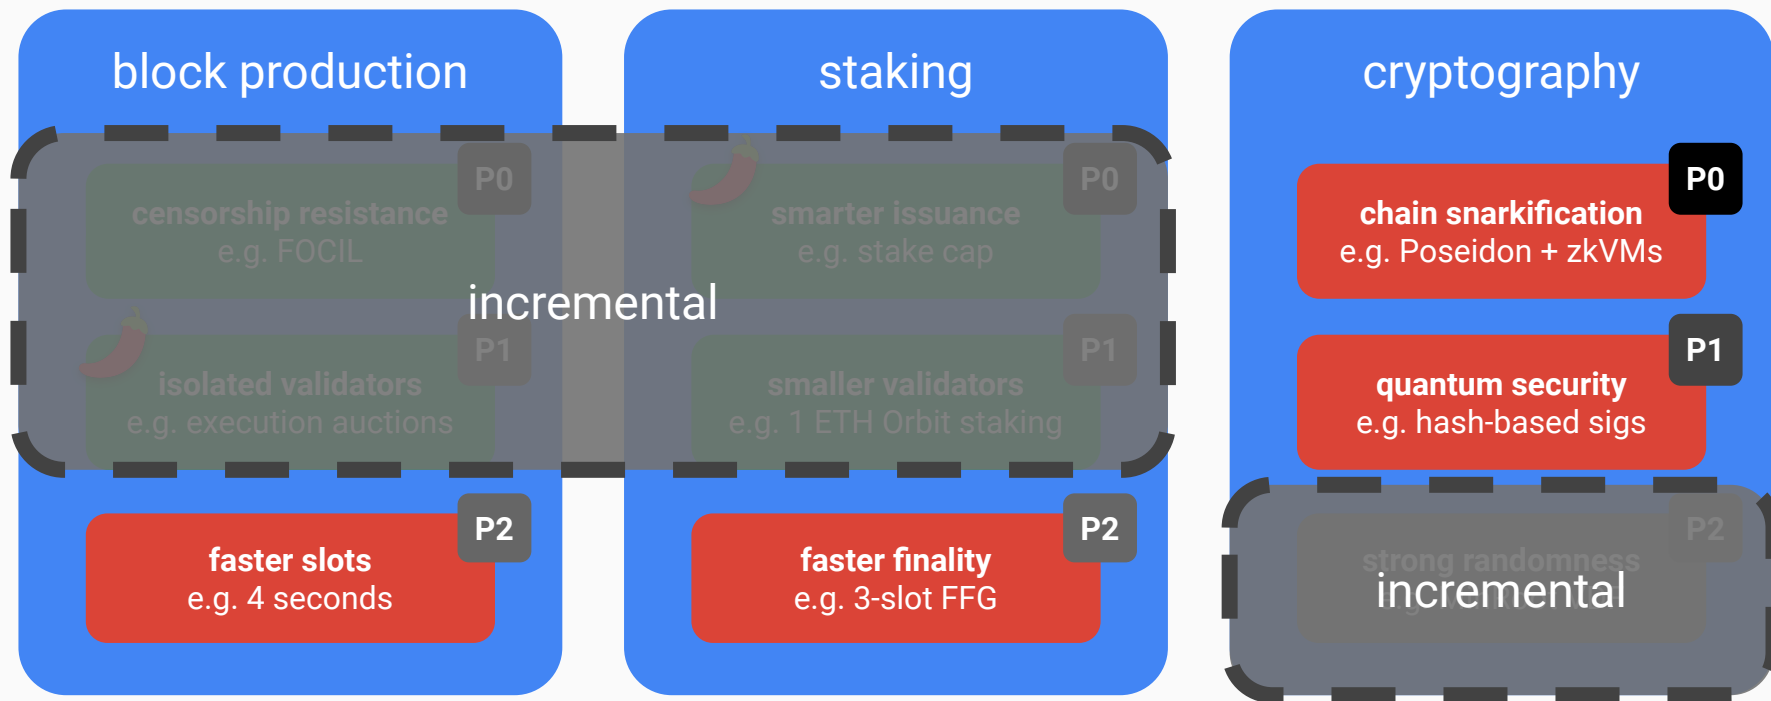 block production
P0
censorship resistance
e.g. FOCIL
P1
isolated validators
e.g. execution auctions
P2
faster slots
e.g. 4 seconds
staking
P0
smarter issuance
e.g. stake cap
P1
smaller validators
e.g. 1 ETH Orbit staking
P2
faster finality
e.g. 3-slot FFG
incremental
cryptography
P0
chain snarkification
e.g. Poseidon + zkVMs
P1
quantum security
e.g. hash-based sigs
P2
strong randomness
incremental